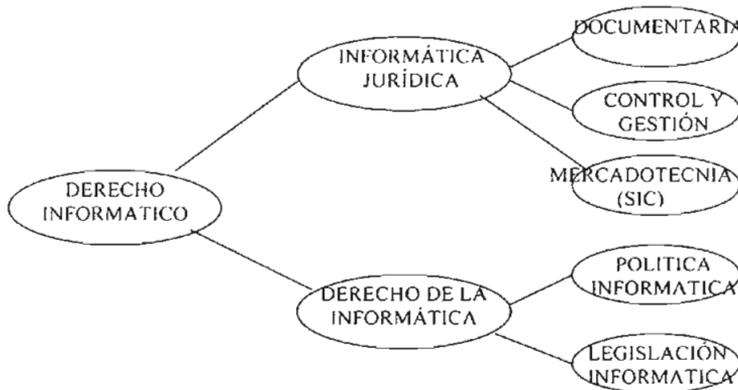 DOCUMENTARIA
INFORMÁTICA
JURÍDICA
CONTROL Y
GESTIÓN
MERCADOTECNIA
(SIC)
DERECHO
INFORMATICO
POLITICA
INFORMATICA
DERECHO DE LA
INFORMÁTICA
LEGISLACIÓN
INFORMATICA